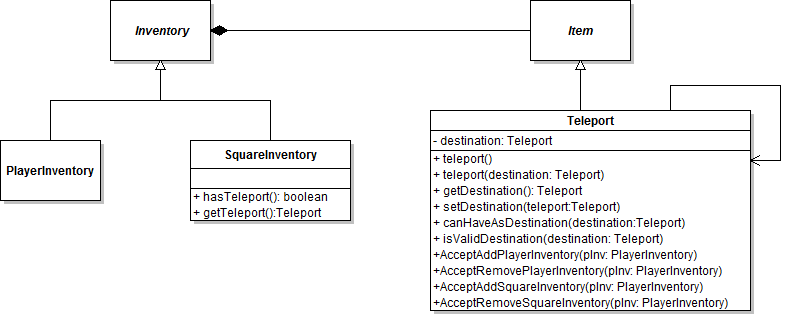 Inventory
Item
PlayerInventory
SquareInventory
+ hasTeleport(): boolean
+ getTeleport():Teleport
Teleport
- destination: Teleport
+ teleport()
+ teleport(destination: Teleport)
+ getDestination(): Teleport
+ setDestination(teleport:Teleport)
+ canHaveAsDestination(destination:Teleport)
+ isValidDestination(destination: Teleport)
+AcceptAddPlayerInventory(pInv: PlayerInventory)
+AcceptRemovePlayerInventory(pInv: PlayerInventory)
+AcceptAddSquareInventory(pInv: PlayerInventory)
+AcceptRemoveSquareInventory(pInv: PlayerInventory)